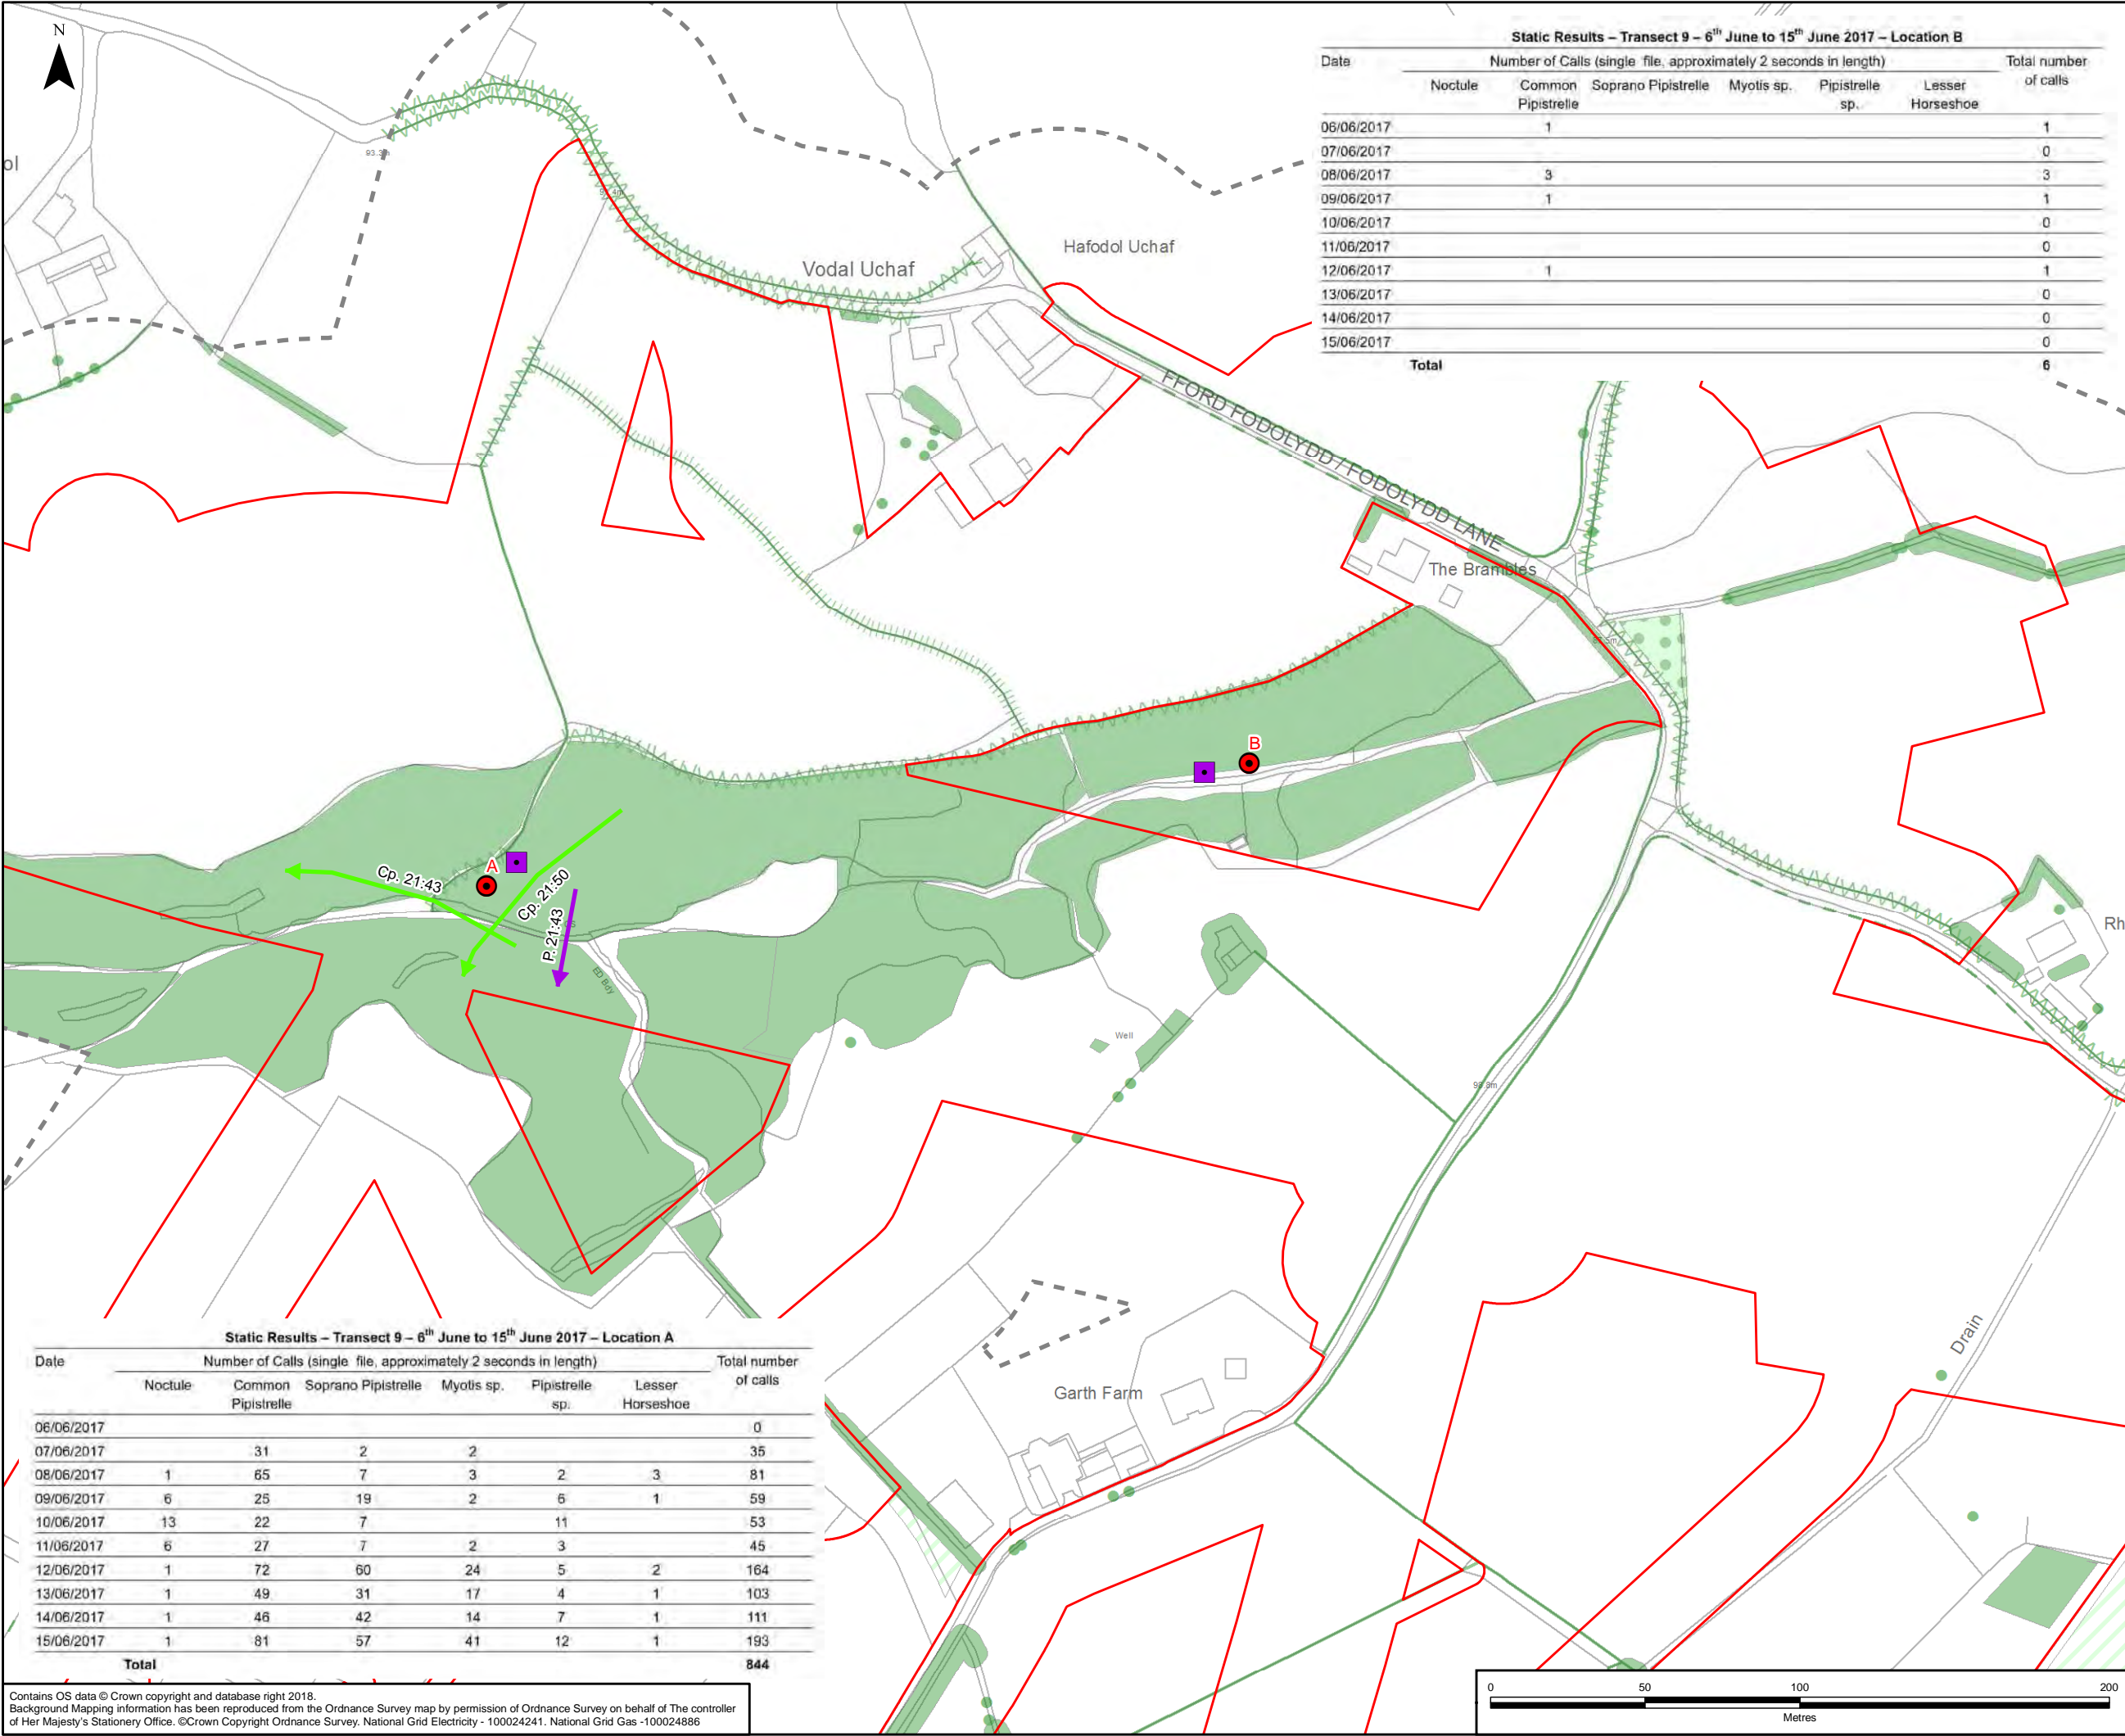 N
Static Results – Transect 9 – 6th June to 15th June 2017 – Location B
Date Number of Calls (single file, approximately 2 seconds in length) Total number of calls
Noctule Common Pipistrelle Soprano Pipistrelle Myotis sp. Pipistrelle sp. Lesser Horseshoe
06/06/2017 1 1
07/06/2017 0
08/06/2017 3 3
09/06/2017 1 1
10/06/2017 0
11/06/2017 0
12/06/2017 1 1
13/06/2017 0
14/06/2017 0
15/06/2017 0
Total 6
ol
Hafodol Uchaf
Vodal Uchaf
FFORD FODOLYDD / FODOLYDD LANE
The Brambles
B
A
Cp. 21:43
Cp. 21:50
P. 21:43
ED Bdy
Well
Rh
Garth Farm
Drain
Static Results – Transect 9 – 6th June to 15th June 2017 – Location A
Date Number of Calls (single file, approximately 2 seconds in length) Total number of calls
Noctule Common Pipistrelle Soprano Pipistrelle Myotis sp. Pipistrelle sp. Lesser Horseshoe
06/06/2017 0
07/06/2017 31 2 2 35
08/06/2017 1 65 7 3 2 3 81
09/06/2017 6 25 19 2 6 1 59
10/06/2017 13 22 7 11 53
11/06/2017 6 27 7 2 3 45
12/06/2017 1 72 60 24 5 2 164
13/06/2017 1 49 31 17 4 1 103
14/06/2017 1 46 42 14 7 1 111
15/06/2017 1 81 57 41 12 1 193
Total 844
Contains OS data © Crown copyright and database right 2018.
Background Mapping information has been reproduced from the Ordnance Survey map by permission of Ordnance Survey on behalf of The controller
of Her Majesty's Stationery Office. ©Crown Copyright Ordnance Survey. National Grid Electricity - 100024241. National Grid Gas -100024886
0 50 100 200
Metres